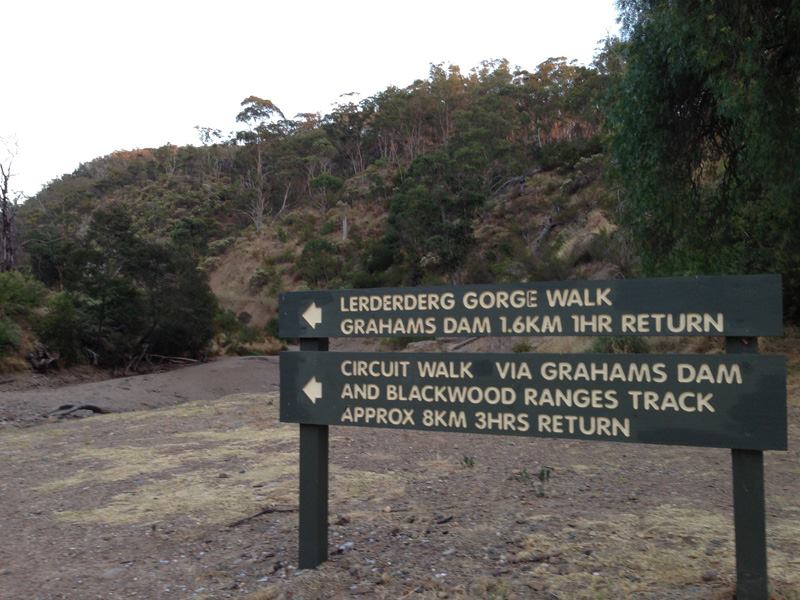 LERDERDERG GORGE WALK
GRAHAMS DAM 1.6KM 1HR RETURN
CIRCUIT WALK VIA GRAHAMS DAM
AND BLACKWOOD RANGES TRACK
APPROX 8KM 3HRS RETURN